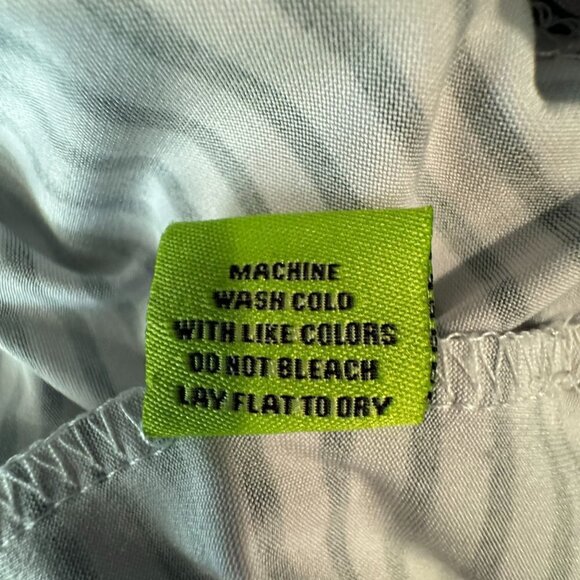 MACHINE
WASH COLD
WITH LIKE COLORS
DO NOT BLEACH
LAY FLAT TO DRY